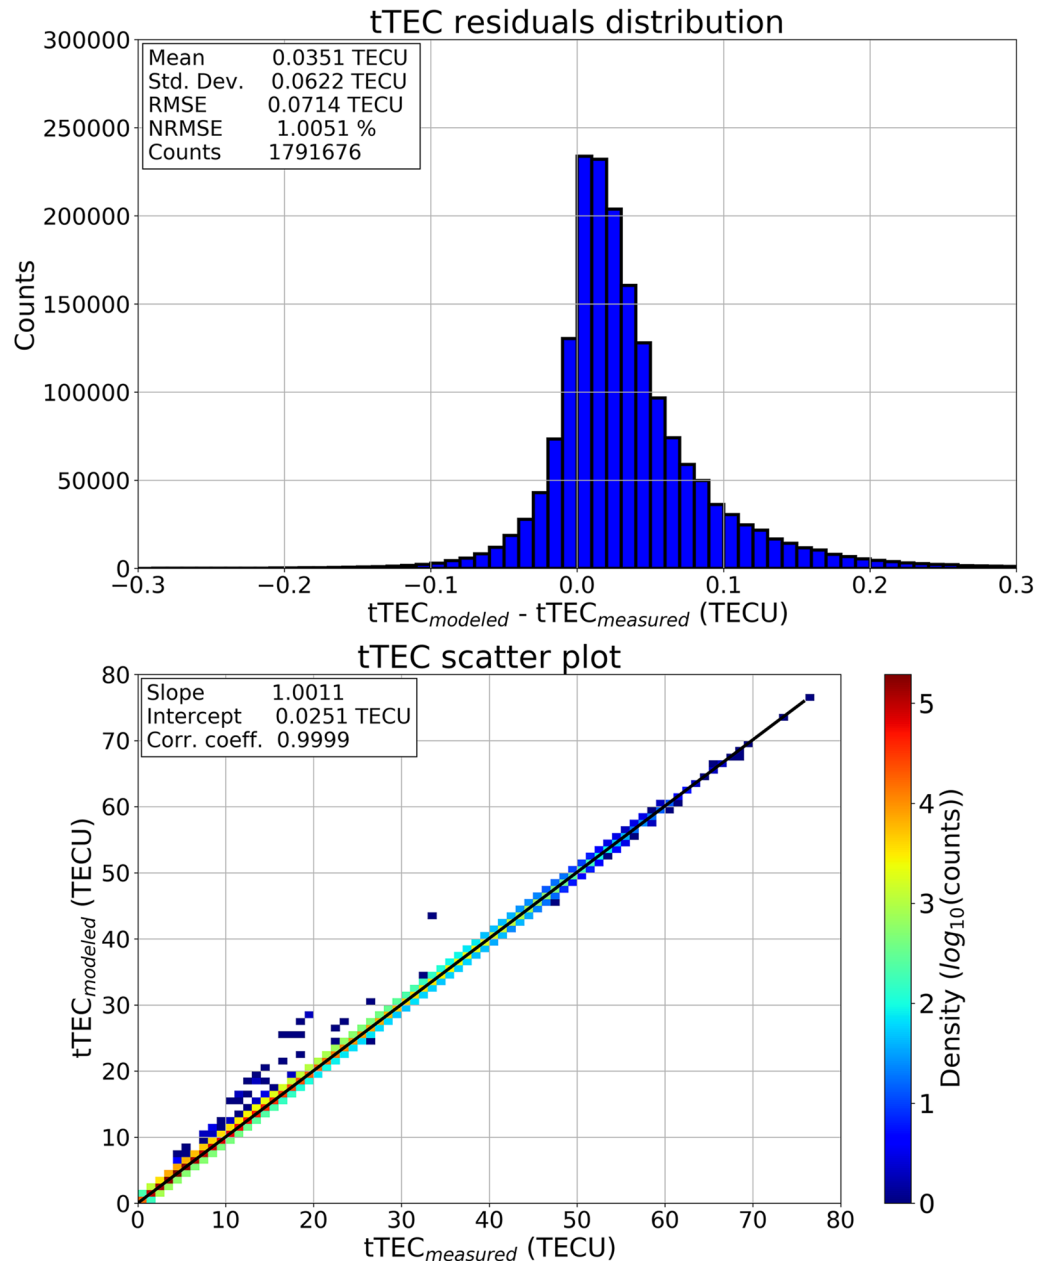 tTEC residuals distribution
300000
250000
200000
150000
100000
50000
0
Counts
Mean 0.0351 TECU
Std. Dev. 0.0622 TECU
RMSE 0.0714 TECU
NRMSE 1.0051 %
Counts 1791676
−0.3 −0.2 −0.1 0.0 0.1 0.2 0.3
tTECmodeled - tTECmeasured (TECU)
tTEC scatter plot
80
70
60
50
40
30
20
10
0
tTECmodeled (TECU)
Slope 1.0011
Intercept 0.0251 TECU
Corr. coeff. 0.9999
0 10 20 30 40 50 60 70 80
tTECmeasured (TECU)
5
4
3
2
1
0
Density (log10(counts))